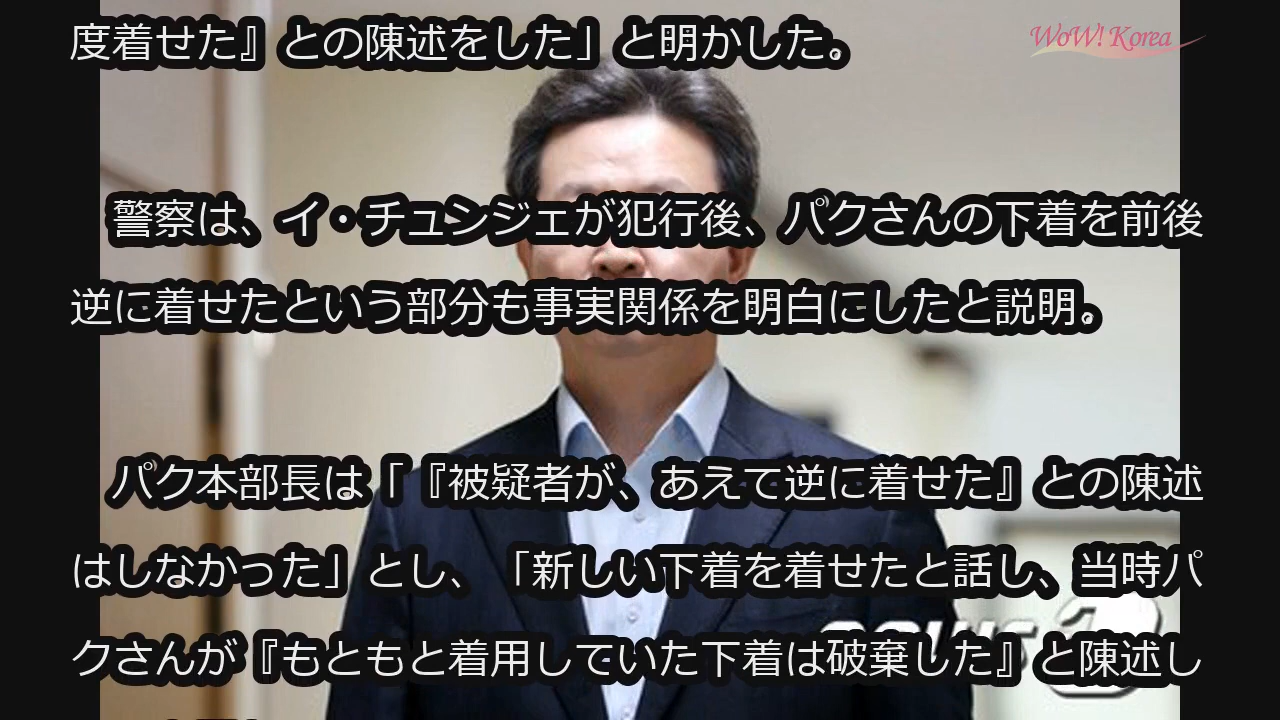 度着せた』との陳述をした」と明かした。
WoW! Korea
警察は、イ・チュンジェが犯行後、パクさんの下着を前後
逆に着せたという部分も事実関係を明白にしたと説明。
パク本部長は「『被疑者が、あえて逆に着せた』との陳述
はしなかった」とし、「新しい下着を着せたと話し、当時パ
クさんが『もともと着用していた下着は破棄した』と陳述し